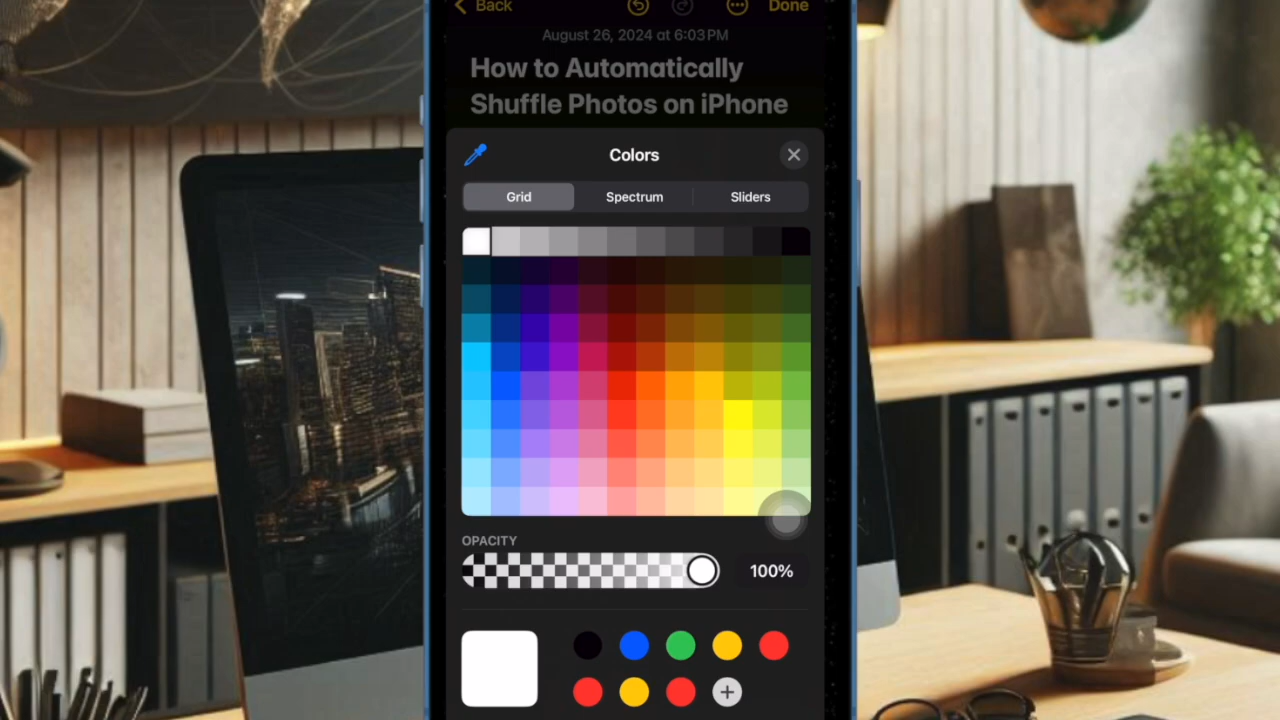 Back
Done
August 26, 2024 at 6:03 PM
How to Automatically
Shuffle Photos on iPhone
Colors
Grid
Spectrum
Sliders
OPACITY
100%